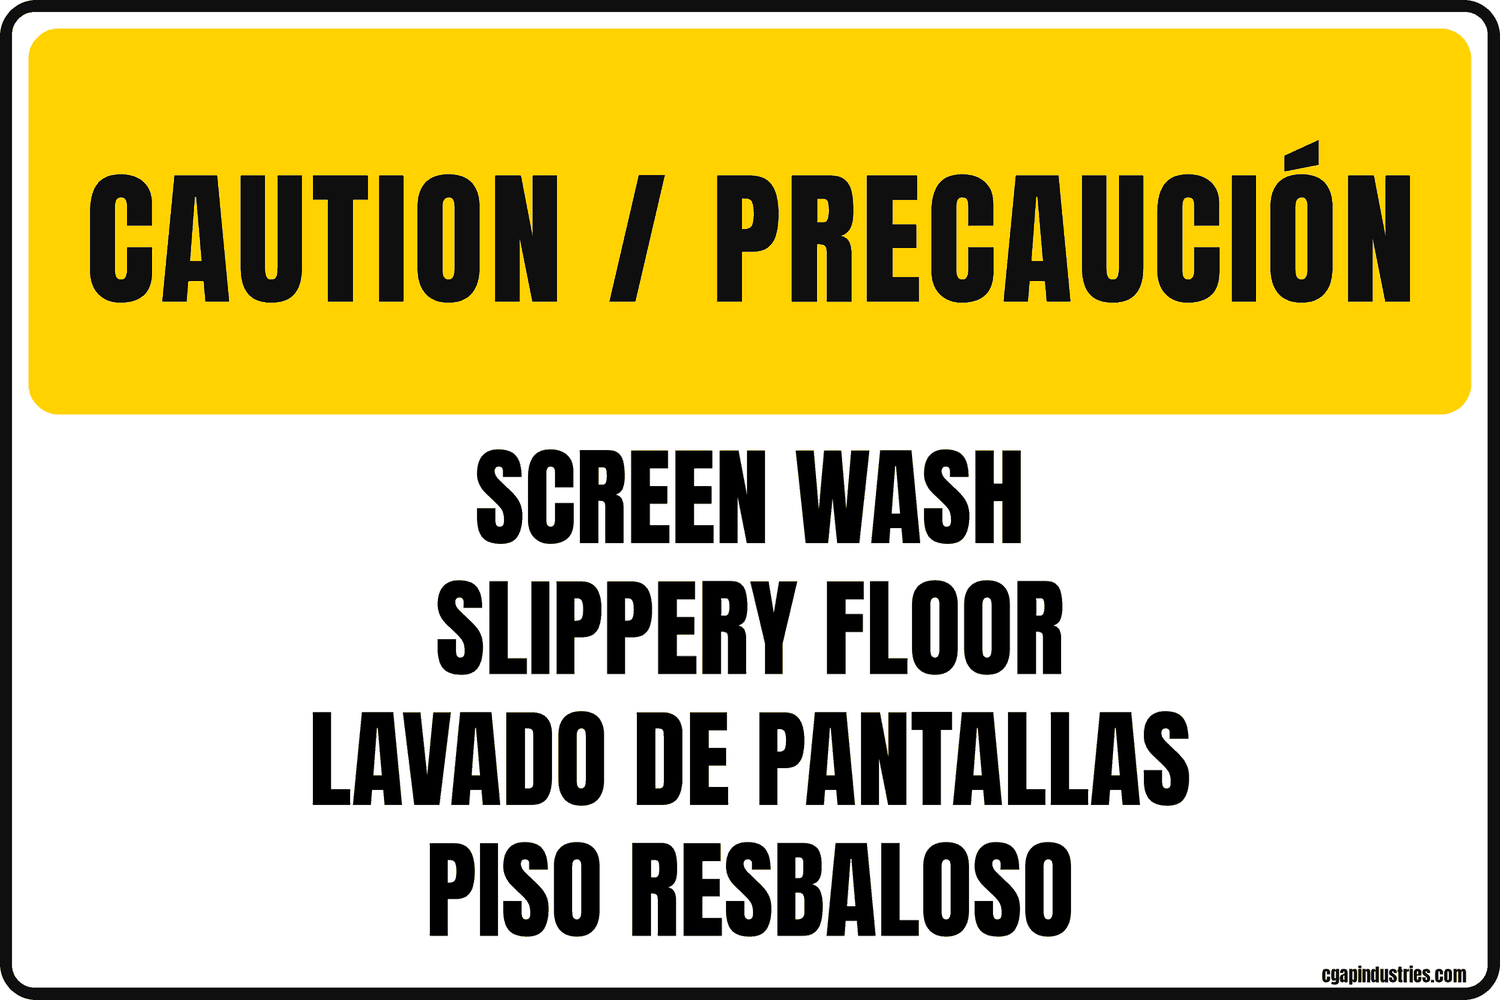 CAUTION / PRECAUCIÓN
SCREEN WASH
SLIPPERY FLOOR
LAVADO DE PANTALLAS
PISO RESBALOSO
cgapindustries.com